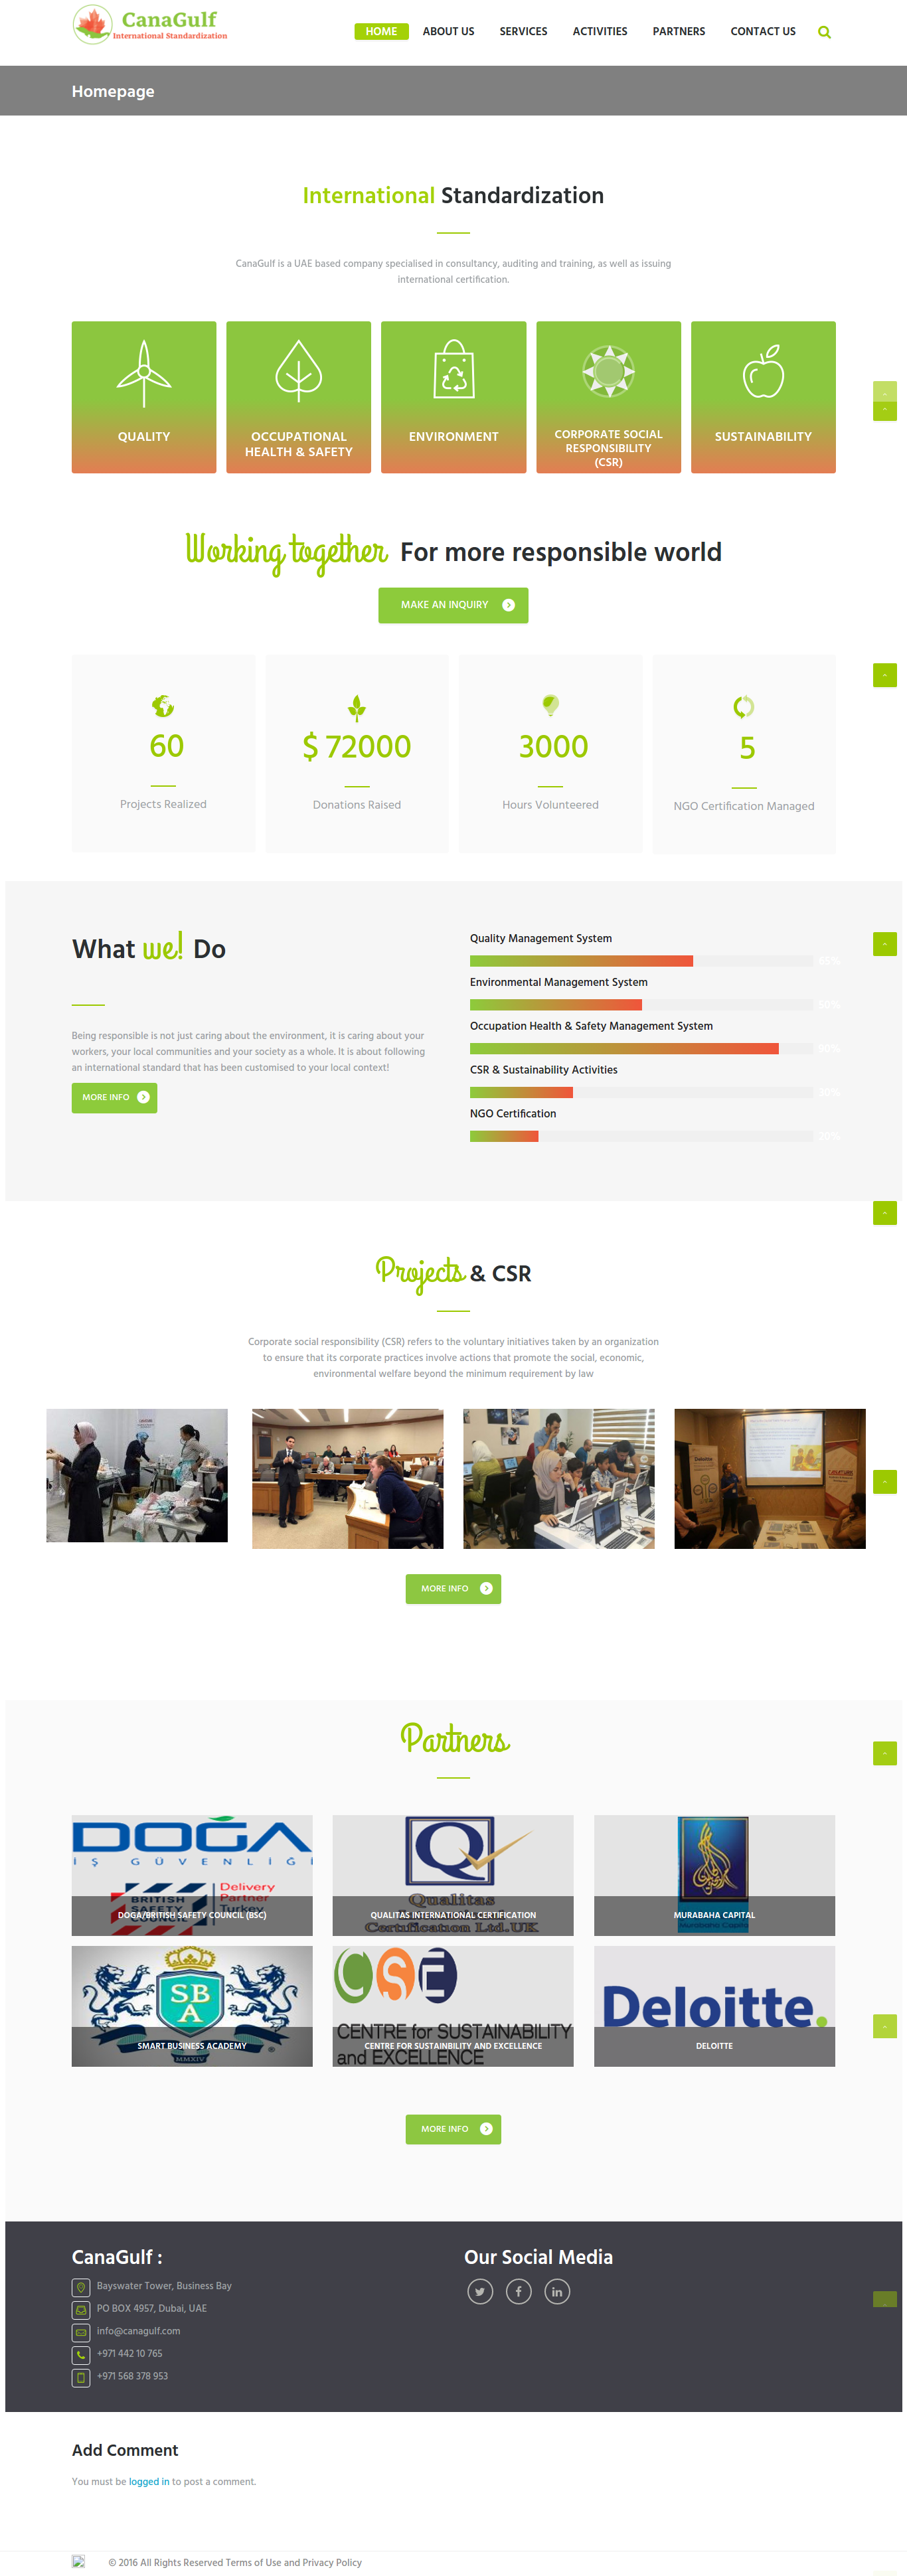 CanaGulf
International Standardization
HOME ABOUT US SERVICES ACTIVITIES PARTNERS CONTACT US
Homepage
International Standardization
CanaGulf is a UAE based company specialised in consultancy, auditing and training, as well as issuing
international certification.
QUALITY
OCCUPATIONAL
HEALTH & SAFETY
ENVIRONMENT
CORPORATE SOCIAL
RESPONSIBILITY
(CSR)
SUSTAINABILITY
Working together For more responsible world
MAKE AN INQUIRY
60
Projects Realized
$ 72000
Donations Raised
3000
Hours Volunteered
5
NGO Certification Managed
What we! Do
Being responsible is not just caring about the environment, it is caring about your
workers, your local communities and your society as a whole. It is about following
an international standard that has been customised to your local context!
MORE INFO
Quality Management System
65%
Environmental Management System
50%
Occupation Health & Safety Management System
90%
CSR & Sustainability Activities
30%
NGO Certification
20%
Projects & CSR
Corporate social responsibility (CSR) refers to the voluntary initiatives taken by an organization
to ensure that its corporate practices involve actions that promote the social, economic,
environmental welfare beyond the minimum requirement by law
Deloitte
MORE INFO
Partners
DOĞA
İŞ GÜVENLİĞİ
BRITISH
SAFETY
COUNCIL
Delivery
Partner
Turkey
DOGA/BRITISH SAFETY COUNCIL (BSC)
Q
Qualitas
Certification Ltd.UK
QUALITAS INTERNATIONAL CERTIFICATION
Murabaha Capital
MURABAHA CAPITAL
SB
A
MMXIV
SMART BUSINESS ACADEMY
CSE
CENTRE for SUSTAINABILITY
and EXCELLENCE
CENTRE FOR SUSTAINBILITY AND EXCELLENCE
Deloitte.
DELOITTE
MORE INFO
CanaGulf :
Bayswater Tower, Business Bay
PO BOX 4957, Dubai, UAE
info@canagulf.com
+971 442 10 765
+971 568 378 953
Our Social Media
Add Comment
You must be logged in to post a comment.
© 2016 All Rights Reserved Terms of Use and Privacy Policy